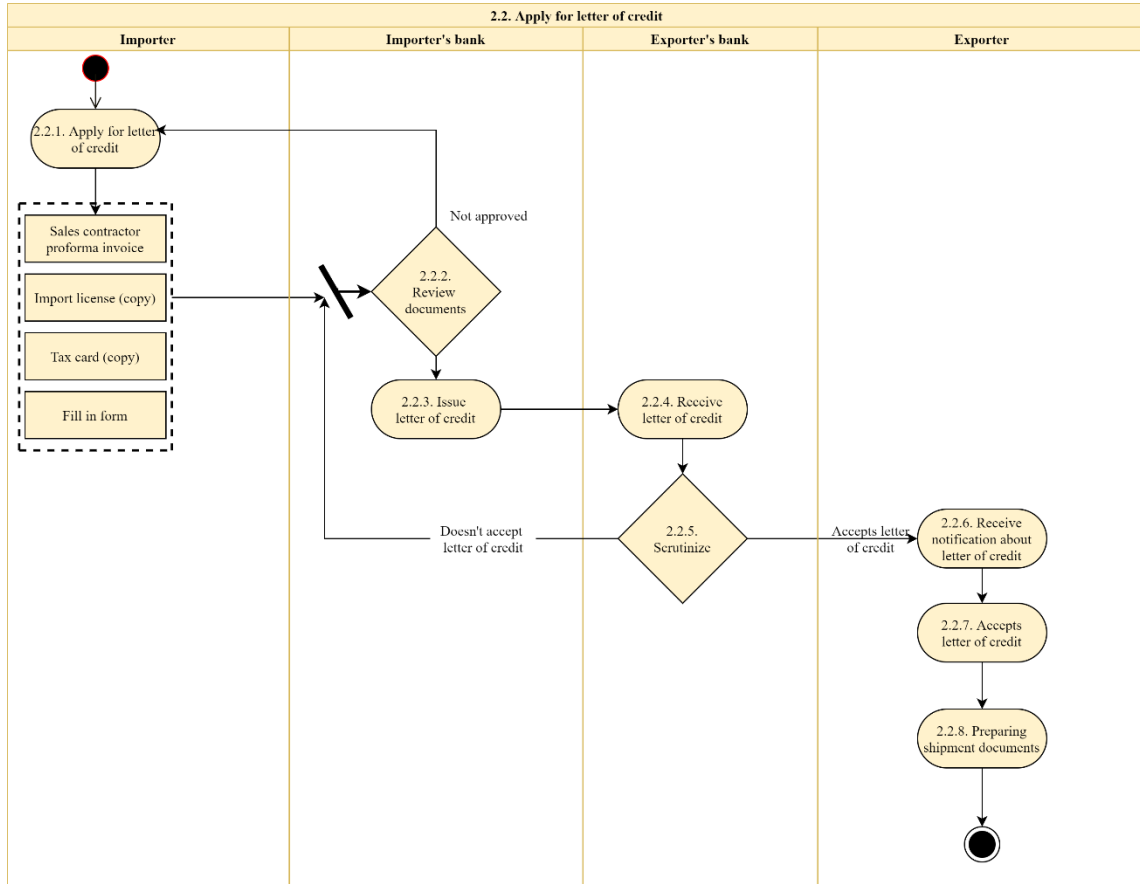 2.2. Apply for letter of credit
Importer
Importer's bank
Exporter's bank
Exporter
2.2.1. Apply for letter
of credit
Sales contractor
proforma invoice
Import license (copy)
Tax card (copy)
Fill in form
Not approved
2.2.2.
Review
documents
2.2.3. Issue
letter of credit
2.2.4. Receive
letter of credit
Doesn't accept
letter of credit
2.2.5.
Scrutinize
Accepts letter
of credit
2.2.6. Receive
notification about
letter of credit
2.2.7. Accepts
letter of credit
2.2.8. Preparing
shipment documents